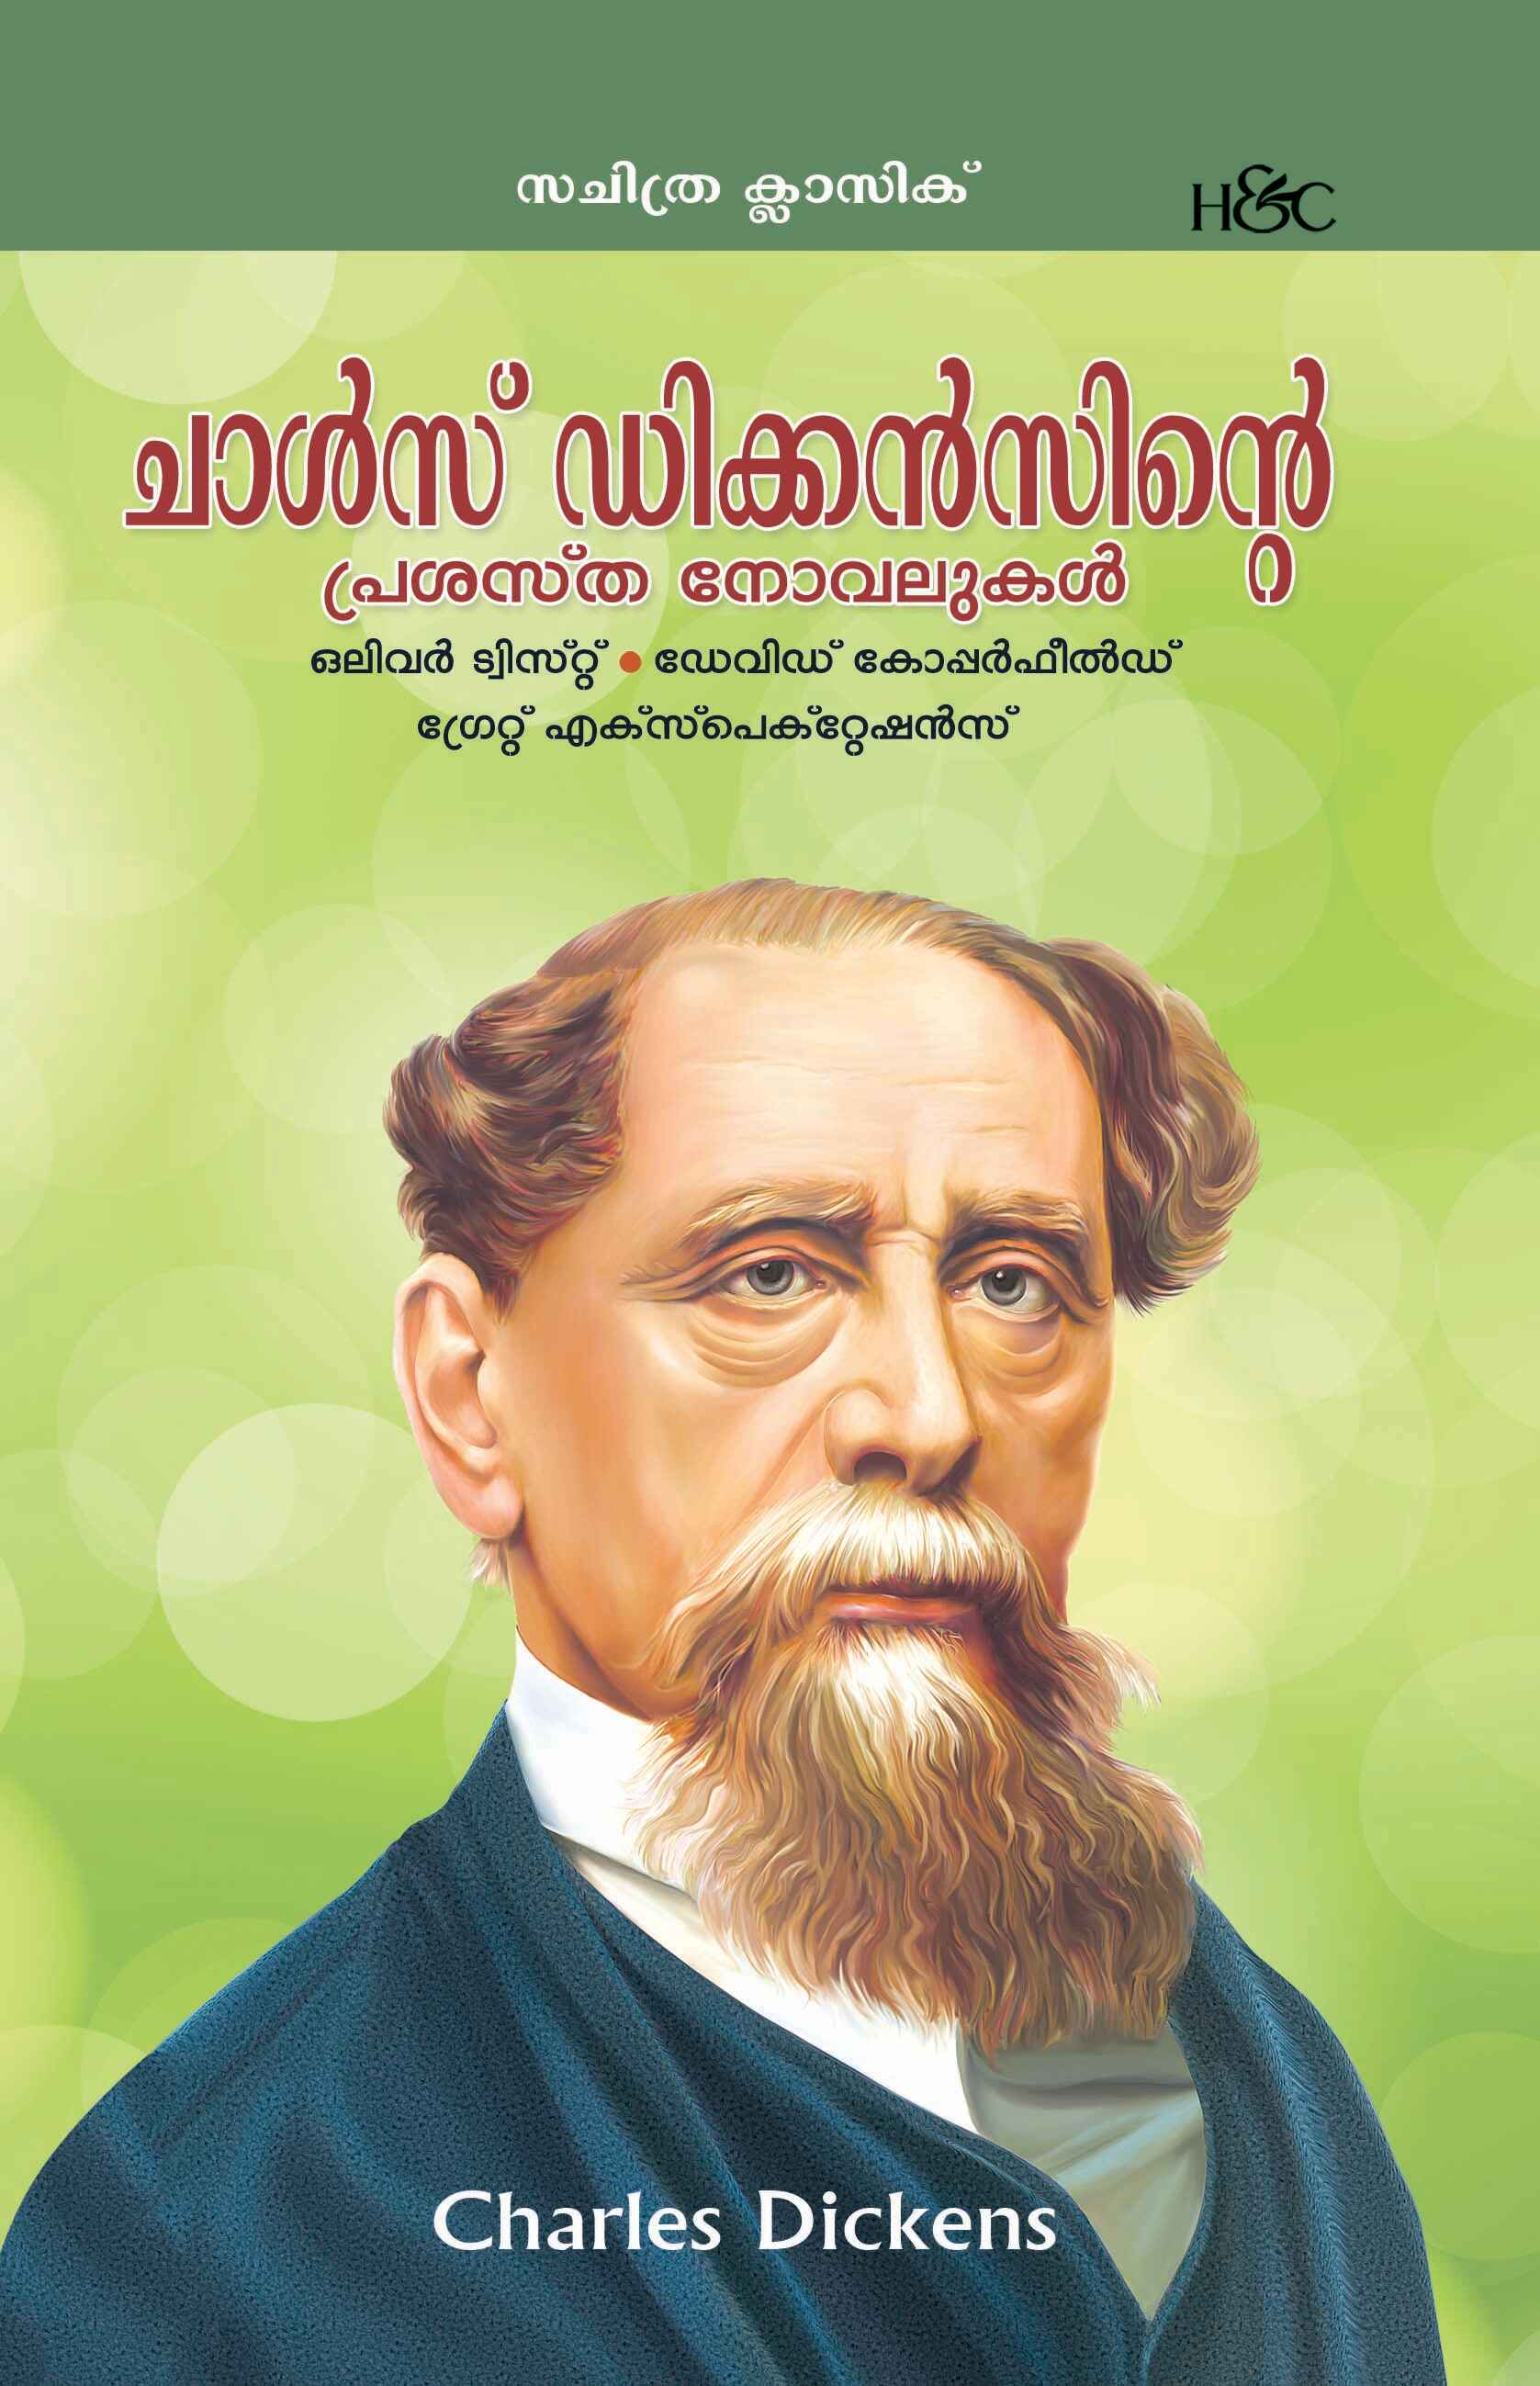 സചിത്ര ക്ലാസിക്
H&C
ചാൾസ് ഡിക്കൻസിന്റെ
പ്രശസ്ത നോവലുകൾ
ഒലിവർ ട്വിസ്റ്റ് • ഡേവിഡ് കോപ്പർഫീൽഡ്
ഗ്രേറ്റ് എക്സ്പെക്റ്റേഷൻസ്
Charles Dickens